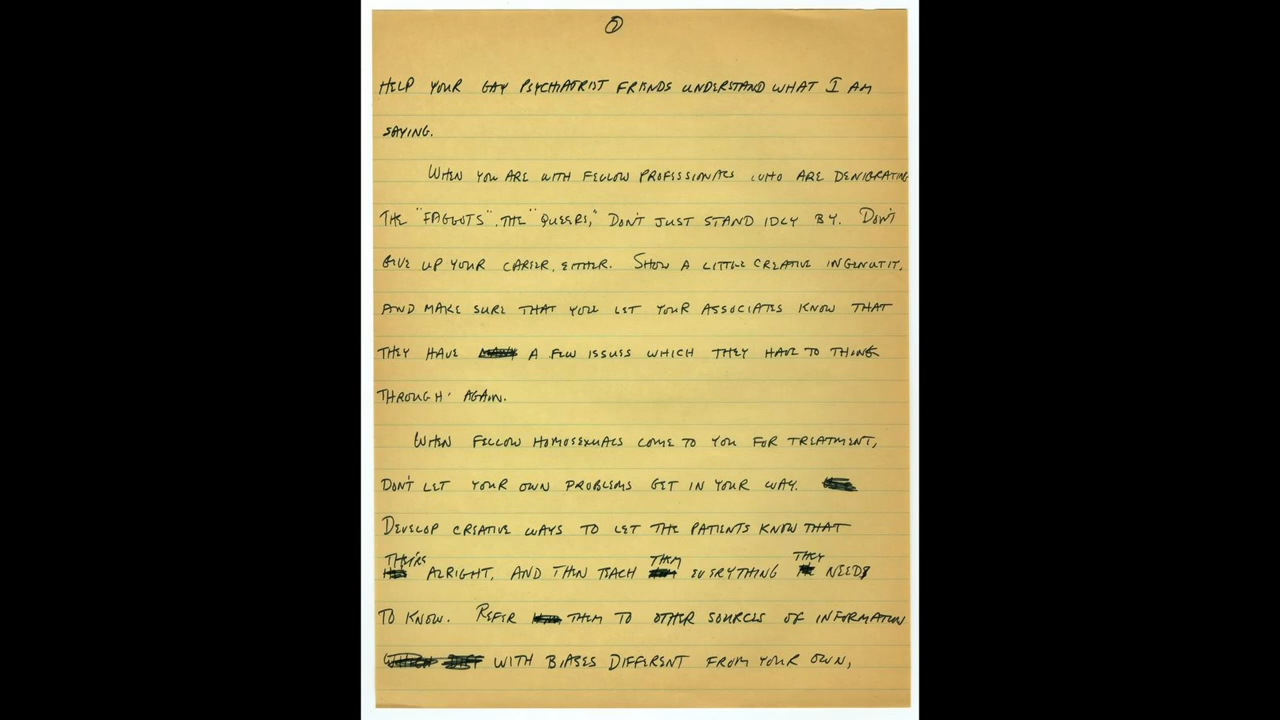 7
HELP YOUR GAY PSYCHIATRIST FRIENDS UNDERSTAND WHAT I AM
SAYING.
WHEN YOU ARE WITH FELLOW PROFESSIONALS WHO ARE DENIGRATING
THE "FAGGOTS", THE "QUEERS," DON'T JUST STAND IDLY BY. DON'T
GIVE UP YOUR CAREER, EITHER. SHOW A LITTLE CREATIVE INGENUITY,
AND MAKE SURE THAT YOU LET YOUR ASSOCIATES KNOW THAT
THEY HAVE A FEW ISSUES WHICH THEY HAVE TO THINK
THROUGH AGAIN.
WHEN FELLOW HOMOSEXUALS COME TO YOU FOR TREATMENT,
DON'T LET YOUR OWN PROBLEMS GET IN YOUR WAY.
DEVELOP CREATIVE WAYS TO LET THE PATIENTS KNOW THAT
THEIRS THEM THEY
ALRIGHT, AND THEN TEACH EVERYTHING NEED
TO KNOW. REFER THEM TO OTHER SOURCES OF INFORMATION
WITH BIASES DIFFERENT FROM YOUR OWN,